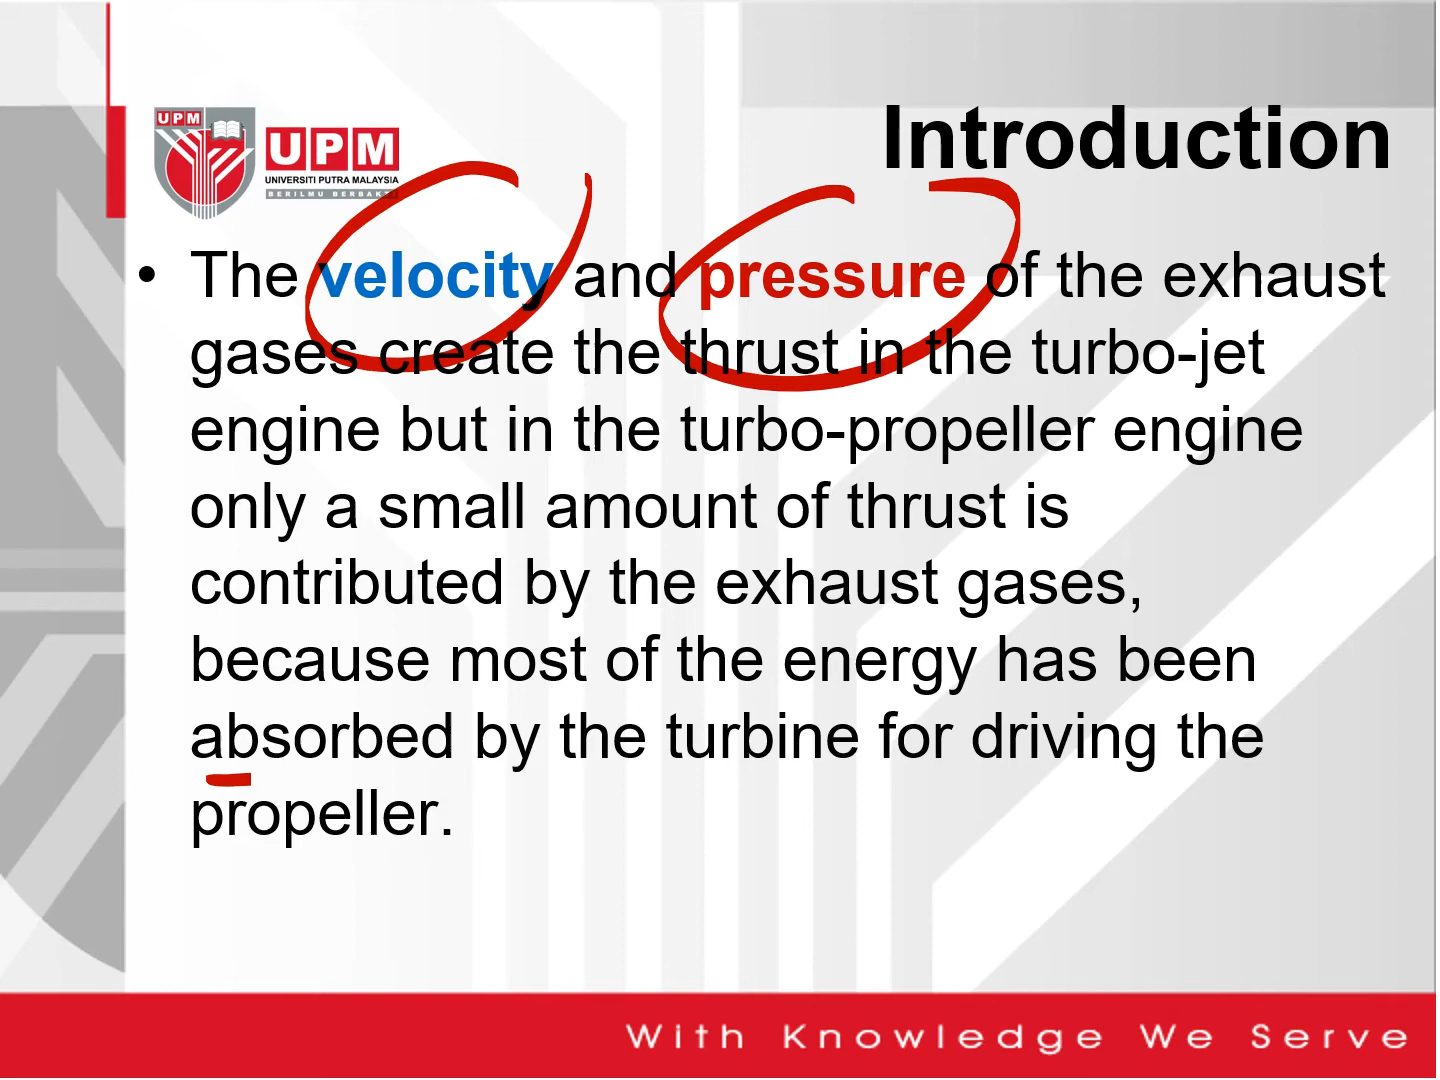 Introduction
UPM
UPM
UNIVERSITI PUTRA MALAYSIA
BERILMU BERBAKTI
• The velocity and pressure of the exhaust
gases create the thrust in the turbo-jet
engine but in the turbo-propeller engine
only a small amount of thrust is
contributed by the exhaust gases,
because most of the energy has been
absorbed by the turbine for driving the
propeller.
With Knowledge We Serve